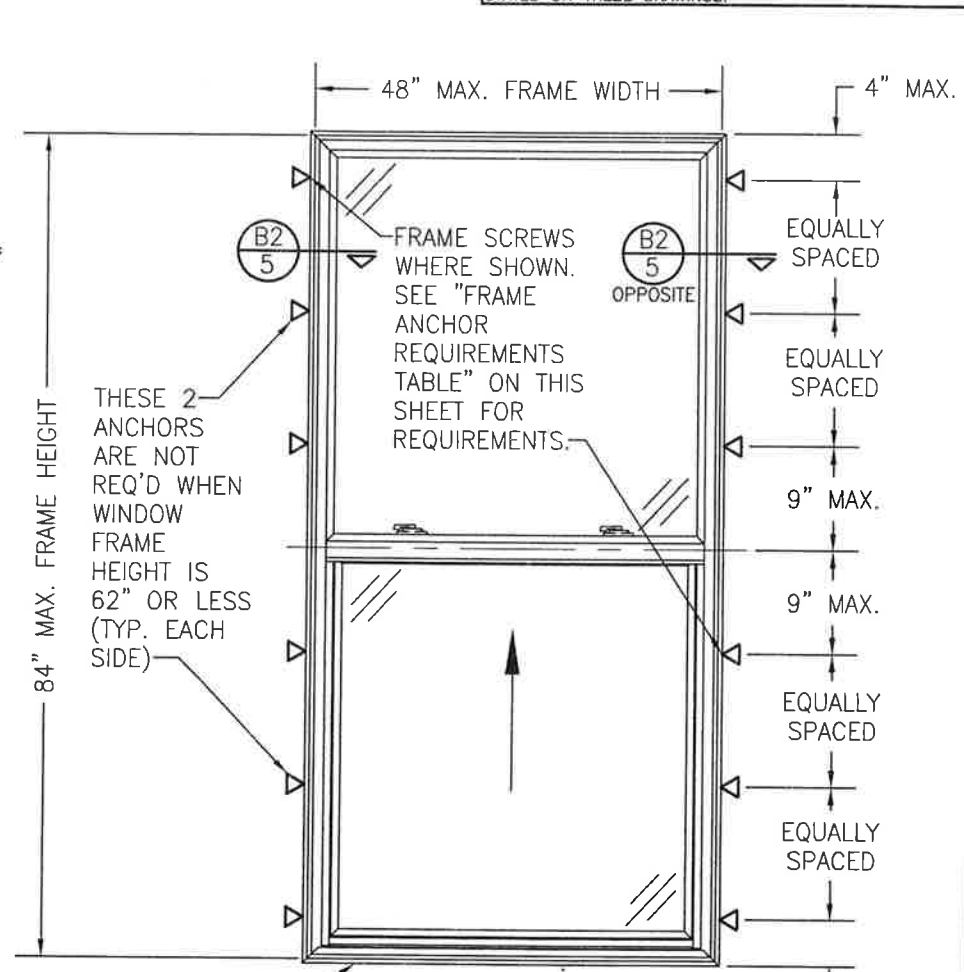 48" MAX. FRAME WIDTH
4" MAX.
B2
5
FRAME SCREWS
WHERE SHOWN.
SEE "FRAME
ANCHOR
REQUIREMENTS
TABLE" ON THIS
SHEET FOR
REQUIREMENTS.
B2
5
OPPOSITE
EQUALLY
SPACED
EQUALLY
SPACED
THESE 2
ANCHORS
ARE NOT
REQ'D WHEN
WINDOW
FRAME
HEIGHT IS
62" OR LESS
(TYP. EACH
SIDE)
84" MAX. FRAME HEIGHT
9" MAX.
9" MAX.
EQUALLY
SPACED
EQUALLY
SPACED